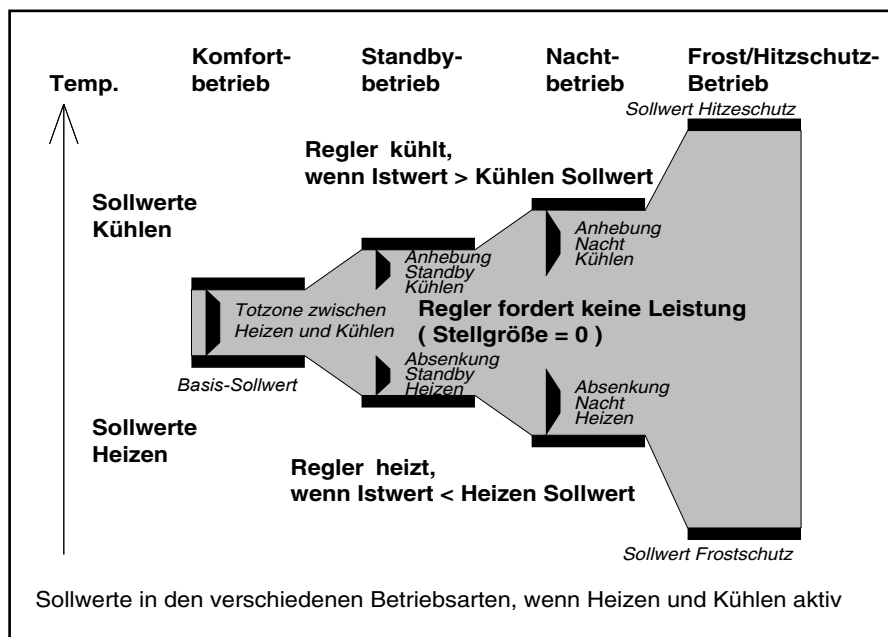 Komfort-
betrieb
Standby-
betrieb
Nacht-
betrieb
Frost/Hitzschutz-
Betrieb
Temp.
Sollwert Hitzeschutz
Regler kühlt,
wenn Istwert > Kühlen Sollwert
Sollwerte
Kühlen
Anhebung
Standby
Kühlen
Anhebung
Nacht
Kühlen
Totzone zwischen
Heizen und Kühlen
Regler fordert keine Leistung
( Stellgröße = 0 )
Basis-Sollwert
Absenkung
Standby
Heizen
Absenkung
Nacht
Heizen
Sollwerte
Heizen
Regler heizt,
wenn Istwert < Heizen Sollwert
Sollwert Frostschutz
Sollwerte in den verschiedenen Betriebsarten, wenn Heizen und Kühlen aktiv